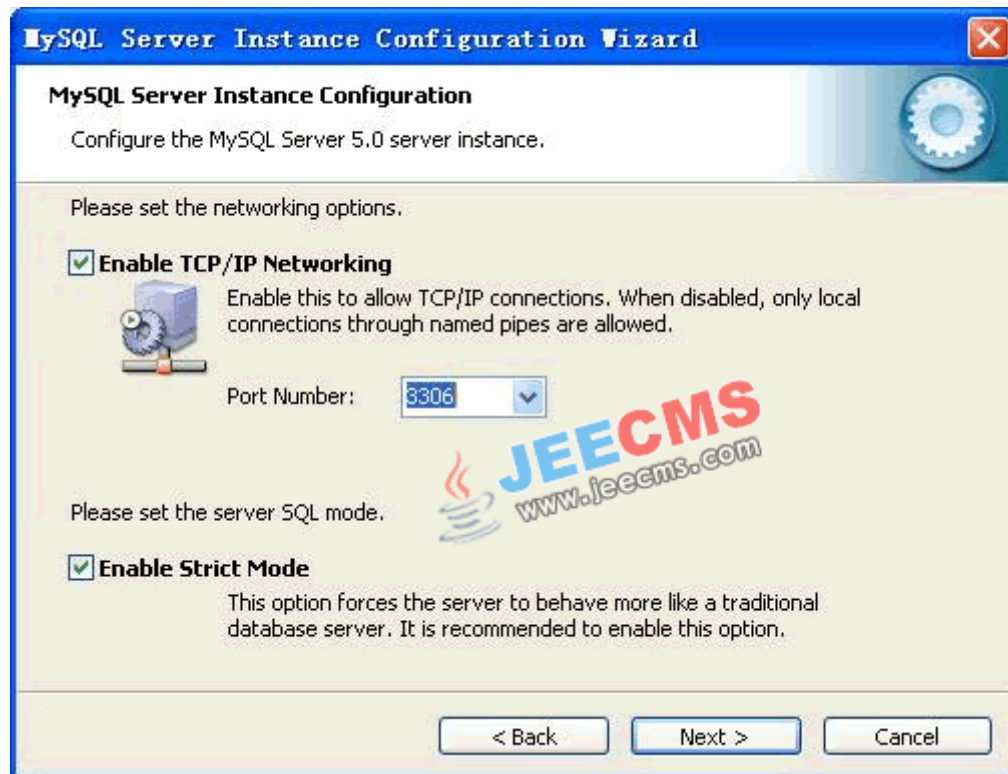 MySQL Server Instance Configuration Wizard
MySQL Server Instance Configuration
Configure the MySQL Server 5.0 server instance.
Please set the networking options.
Enable TCP/IP Networking
Enable this to allow TCP/IP connections. When disabled, only local
connections through named pipes are allowed.
Port Number: 3306
JEECMS
www.jeecms.com
Please set the server SQL mode.
Enable Strict Mode
This option forces the server to behave more like a traditional
database server. It is recommended to enable this option.
< Back Next > Cancel